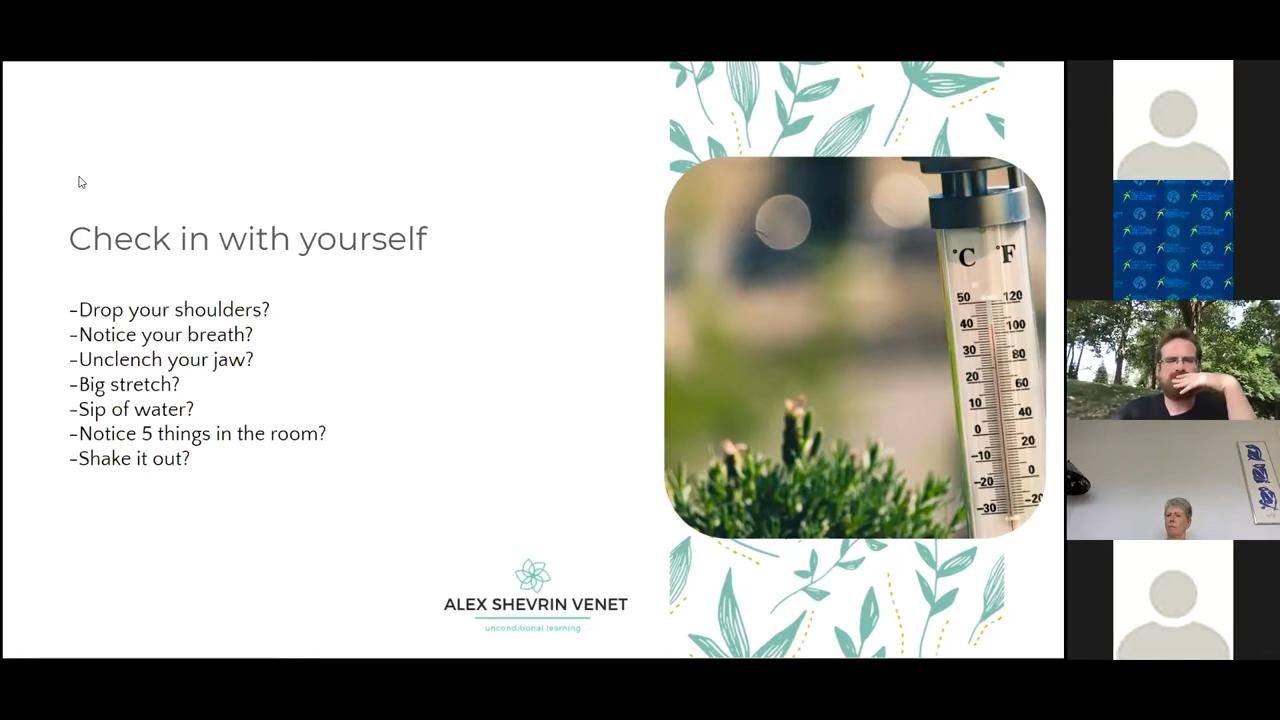 Check in with yourself
-Drop your shoulders?
-Notice your breath?
-Unclench your jaw?
-Big stretch?
-Sip of water?
-Notice 5 things in the room?
-Shake it out?
ALEX SHEVRIN VENET
unconditional learning
°C °F
50 120
40 100
30 80
20 60
10 40
0 20
-10 0
-20 -20
-30